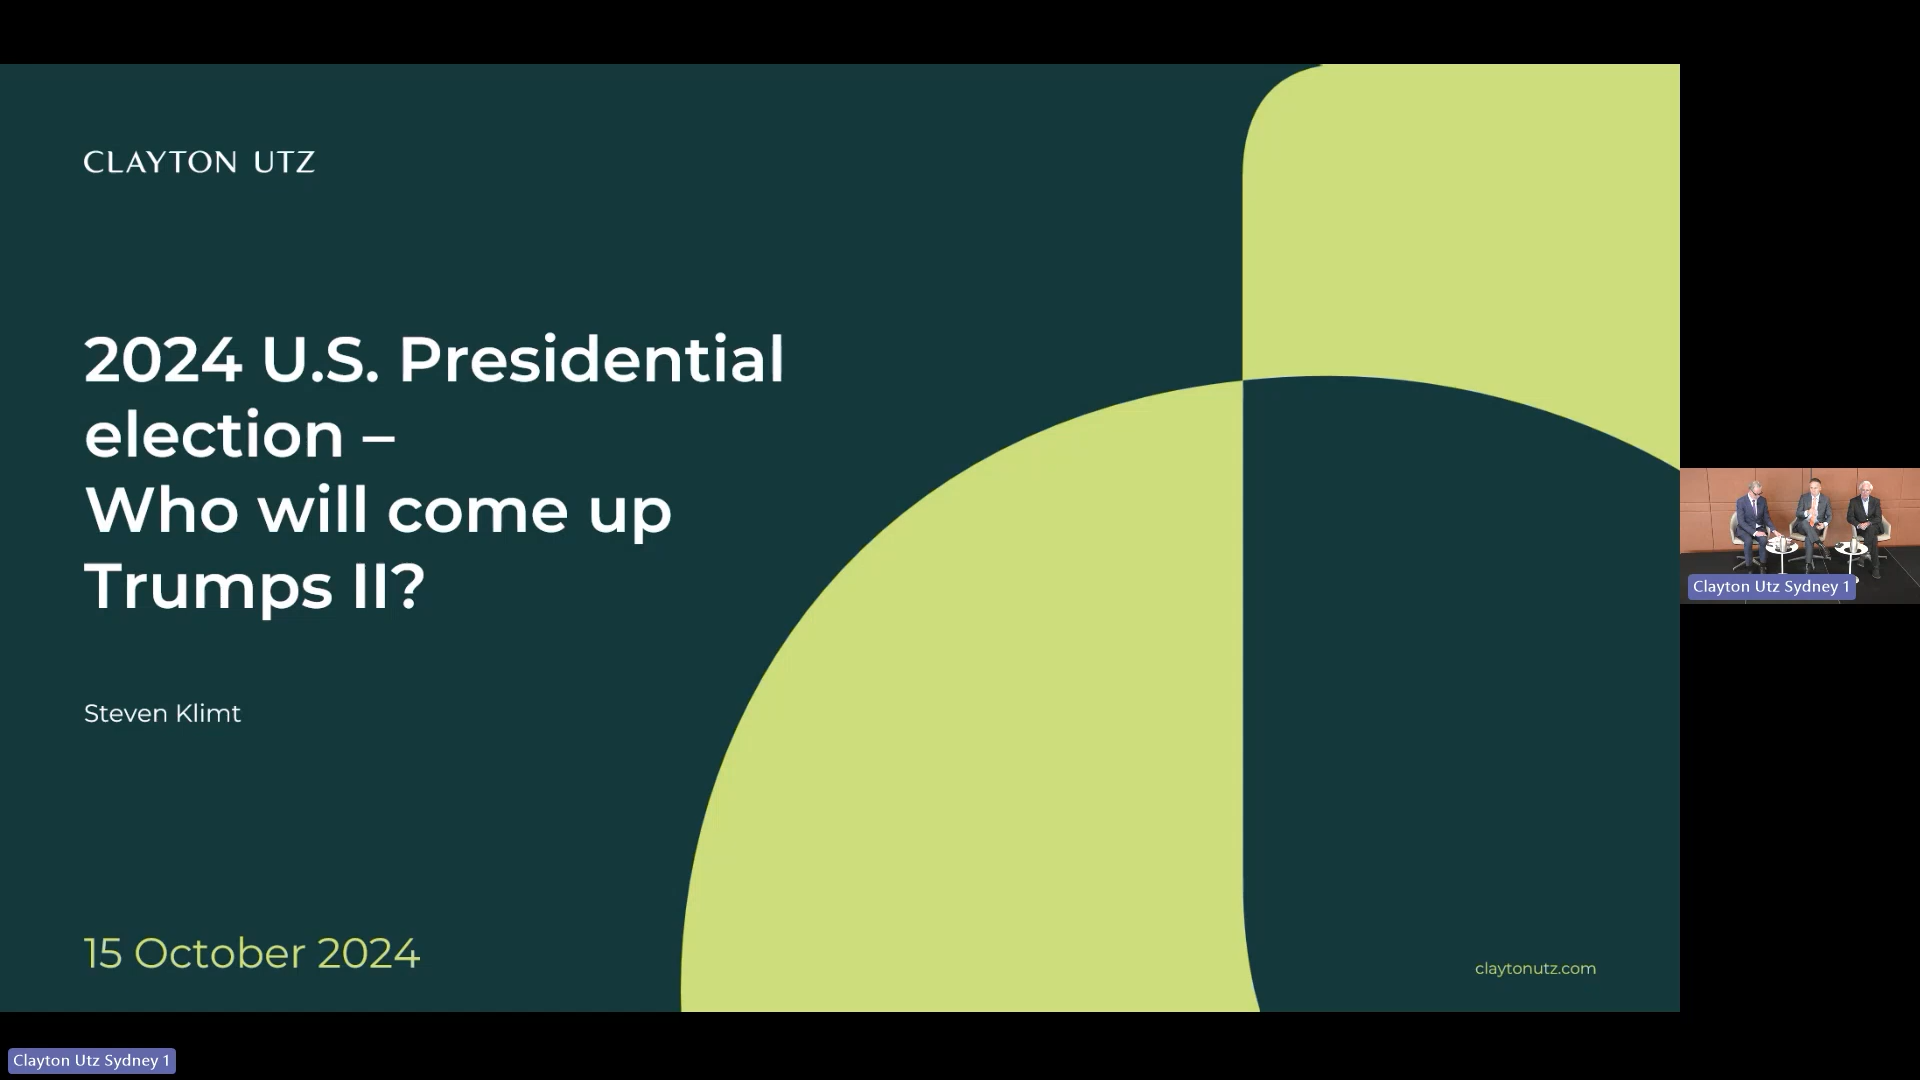 CLAYTON UTZ
2024 U.S. Presidential
election –
Who will come up
Trumps II?
Steven Klimt
15 October 2024
claytonutz.com
Clayton Utz Sydney 1
Clayton Utz Sydney 1